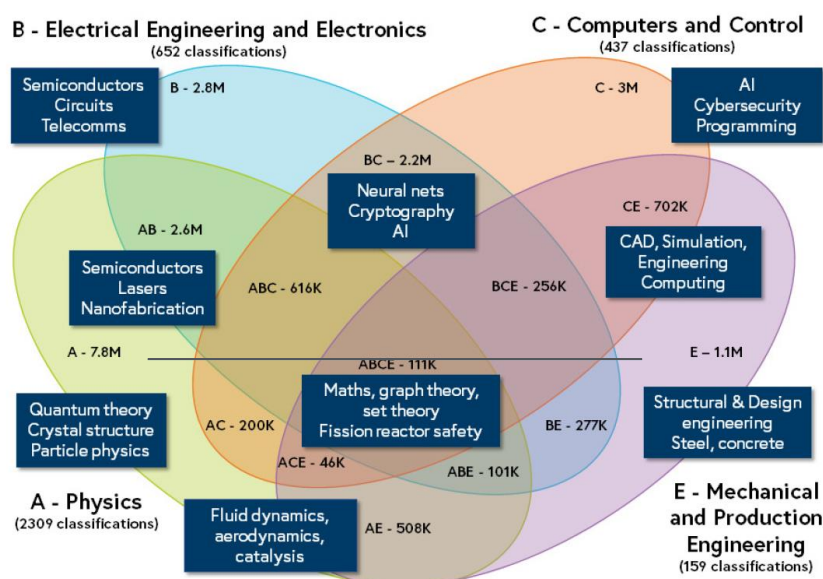 B - Electrical Engineering and Electronics
(652 classifications)
C - Computers and Control
(437 classifications)
Semiconductors
Circuits
Telecomms
B - 2.8M
C - 3M
AI
Cybersecurity
Programming
BC – 2.2M
Neural nets
Cryptography
AI
CE - 702K
AB - 2.6M
CAD, Simulation,
Engineering
Computing
Semiconductors
Lasers
Nanofabrication
ABC - 616K
BCE - 256K
A - 7.8M
E – 1.1M
ABCE - 111K
Maths, graph theory,
set theory
Fission reactor safety
Quantum theory
Crystal structure
Particle physics
AC - 200K
BE - 277K
Structural & Design
engineering
Steel, concrete
ACE - 46K
ABE - 101K
A - Physics
(2309 classifications)
Fluid dynamics,
aerodynamics,
catalysis
AE - 508K
E - Mechanical
and Production
Engineering
(159 classifications)